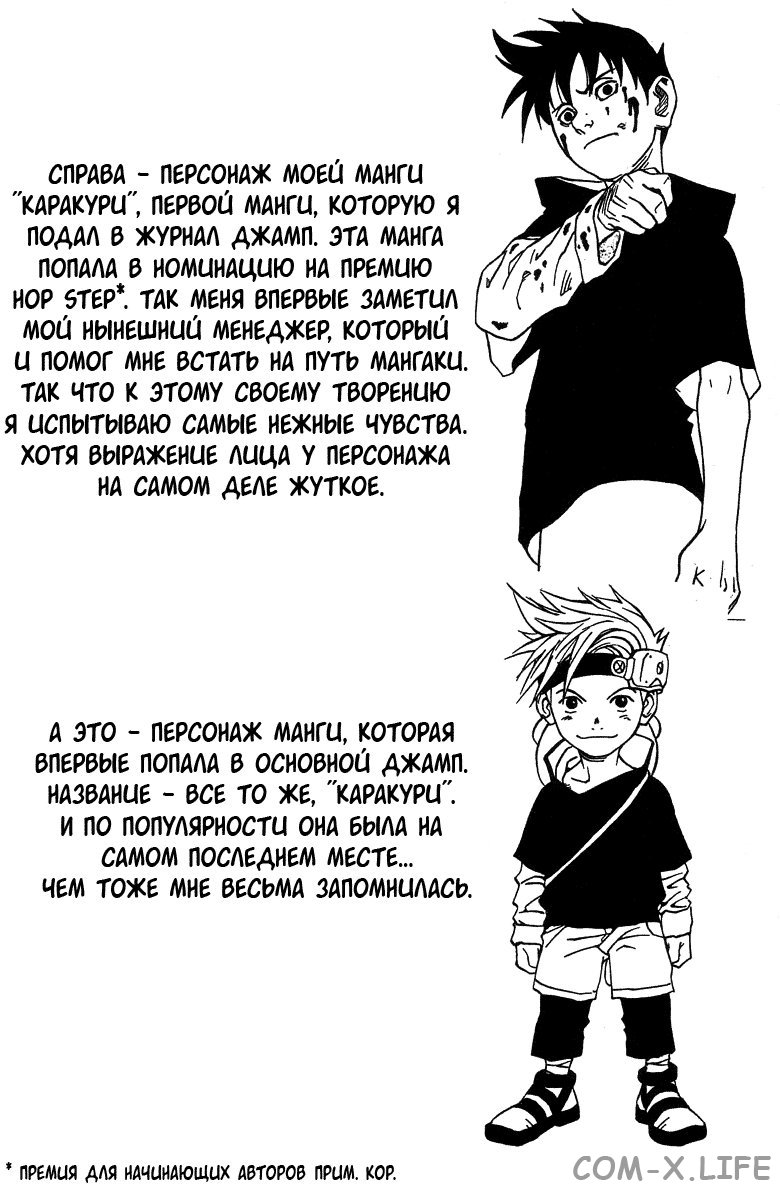 СПРАВА - ПЕРСОНАЖ МОЕЙ МАНГИ
"КАРАКУРИ", ПЕРВОЙ МАНГИ, КОТОРУЮ Я
ПОДАЛ В ЖУРНАЛ ДЖАМП. ЭТА МАНГА
ПОПАЛА В НОМИНАЦИЮ НА ПРЕМИЮ
HOP STEP*. ТАК МЕНЯ ВПЕРВЫЕ ЗАМЕТИЛ
МОЙ НЫНЕШНИЙ МЕНЕДЖЕР, КОТОРЫЙ
И ПОМОГ МНЕ ВСТАТЬ НА ПУТЬ МАНГАКИ.
ТАК ЧТО К ЭТОМУ СВОЕМУ ТВОРЕНИЮ
Я ИСПЫТЫВАЮ САМЫЕ НЕЖНЫЕ ЧУВСТВА.
ХОТЯ ВЫРАЖЕНИЕ ЛИЦА У ПЕРСОНАЖА
НА САМОМ ДЕЛЕ ЖУТКОЕ.
А ЭТО - ПЕРСОНАЖ МАНГИ, КОТОРАЯ
ВПЕРВЫЕ ПОПАЛА В ОСНОВНОЙ ДЖАМП.
НАЗВАНИЕ - ВСЕ ТО ЖЕ, "КАРАКУРИ".
И ПО ПОПУЛЯРНОСТИ ОНА БЫЛА НА
САМОМ ПОСЛЕДНЕМ МЕСТЕ...
ЧЕМ ТОЖЕ МНЕ ВЕСЬМА ЗАПОМНИЛАСЬ.
* ПРЕМИЯ ДЛЯ НАЧИНАЮЩИХ АВТОРОВ ПРИМ. КОР.
COM-X.LIFE